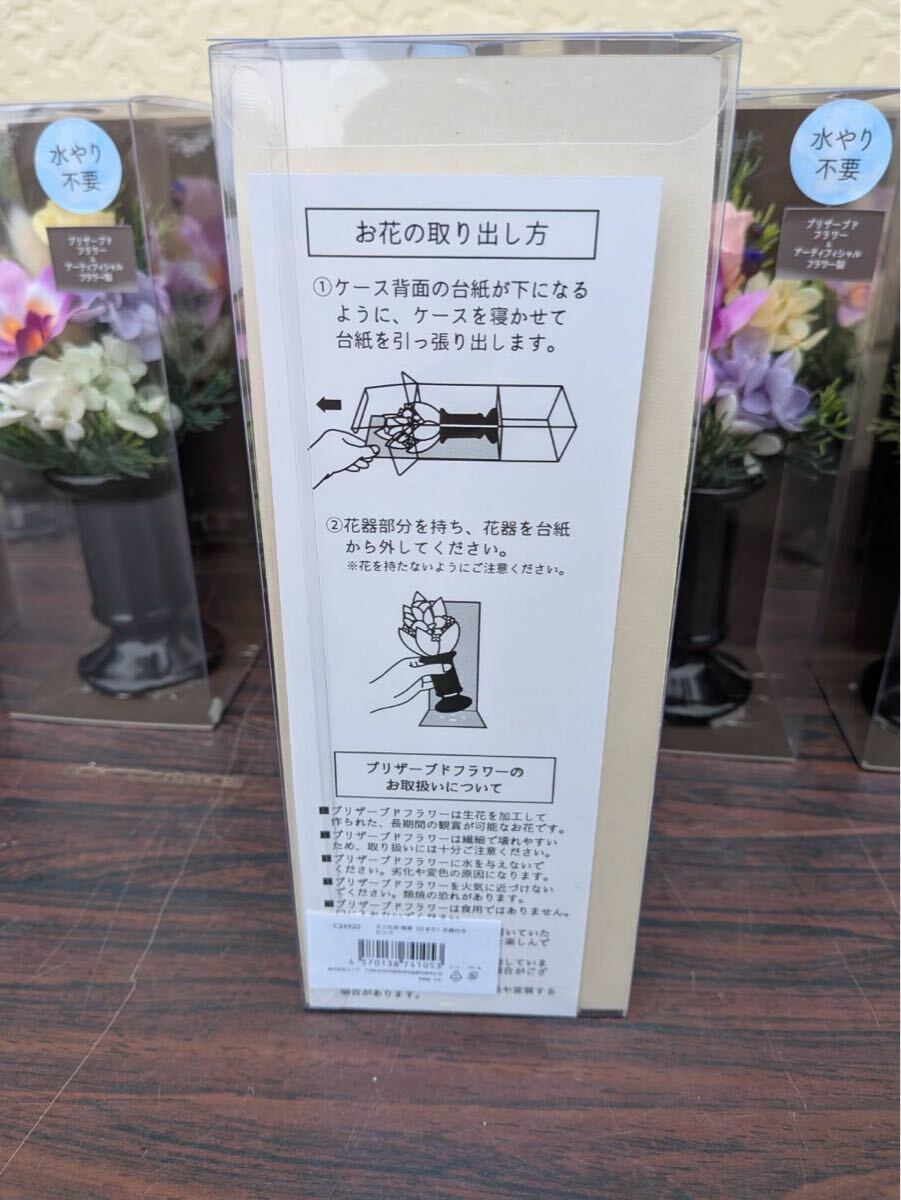 水やり
不要
プリザーブド
フラワー
&
アーティフィシャル
フラワー製
お花の取り出し方
①ケース背面の台紙が下になる
ように、ケースを寝かせて
台紙を引っ張り出します。
②花器部分を持ち、花器を台紙
から外してください。
※花を持たないようにご注意ください。
プリザーブドフラワーの
お取扱いについて
■プリザーブドフラワーは生花を加工して
作られた、長期間の観賞が可能なお花です。
■プリザーブドフラワーは繊細で壊れやすい
ため、取り扱いには十分ご注意ください。
■プリザーブドフラワーに水を与えないで
ください。劣化や変色の原因になります。
■プリザーブドフラワーを火気に近づけない
でください。類焼の恐れがあります。
■プリザーブドフラワーは食用ではありません。
口に入れないでください
C34920
ピンク
4570138741053
水やり
不要
プリザーブド
フラワー
&
アーティフィシャル
フラワー製